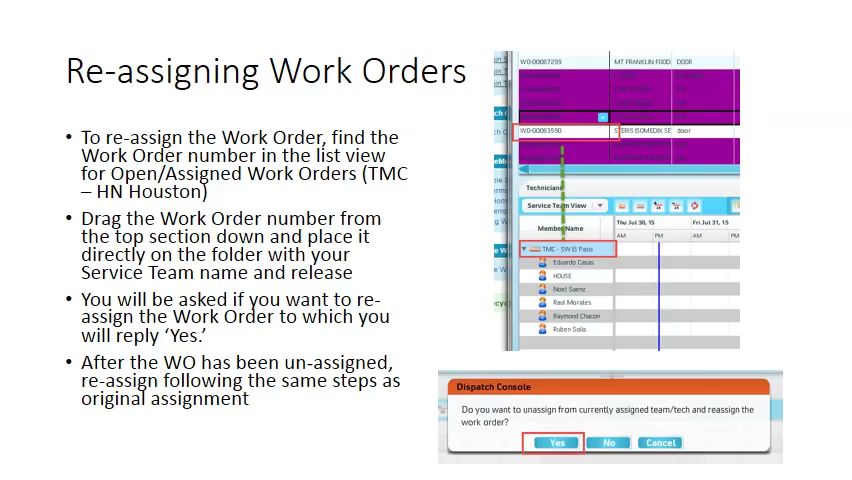 Re-assigning Work Orders
• To re-assign the Work Order, find the
Work Order number in the list view
for Open/Assigned Work Orders (TMC
– HN Houston)
• Drag the Work Order number from
the top section down and place it
directly on the folder with your
Service Team name and release
• You will be asked if you want to re-
assign the Work Order to which you
will reply ‘Yes.’
• After the WO has been un-assigned,
re-assign following the same steps as
original assignment
WO-00087299 MT FRANKLIN FOOD DOOR
WO-00083590 STERIS ISOMEDIX SE door
Technicians
Service Team View
Thu Jul 30, 15 Fri Jul 31, 15
Member Name AM PM AM PM
TMC - SW El Paso
Eduardo Casas
HOUSE
Noel Saenz
Raul Morales
Raymond Chacon
Ruben Solis
Dispatch Console
Do you want to unassign from currently assigned team/tech and reassign the
work order?
Yes No Cancel